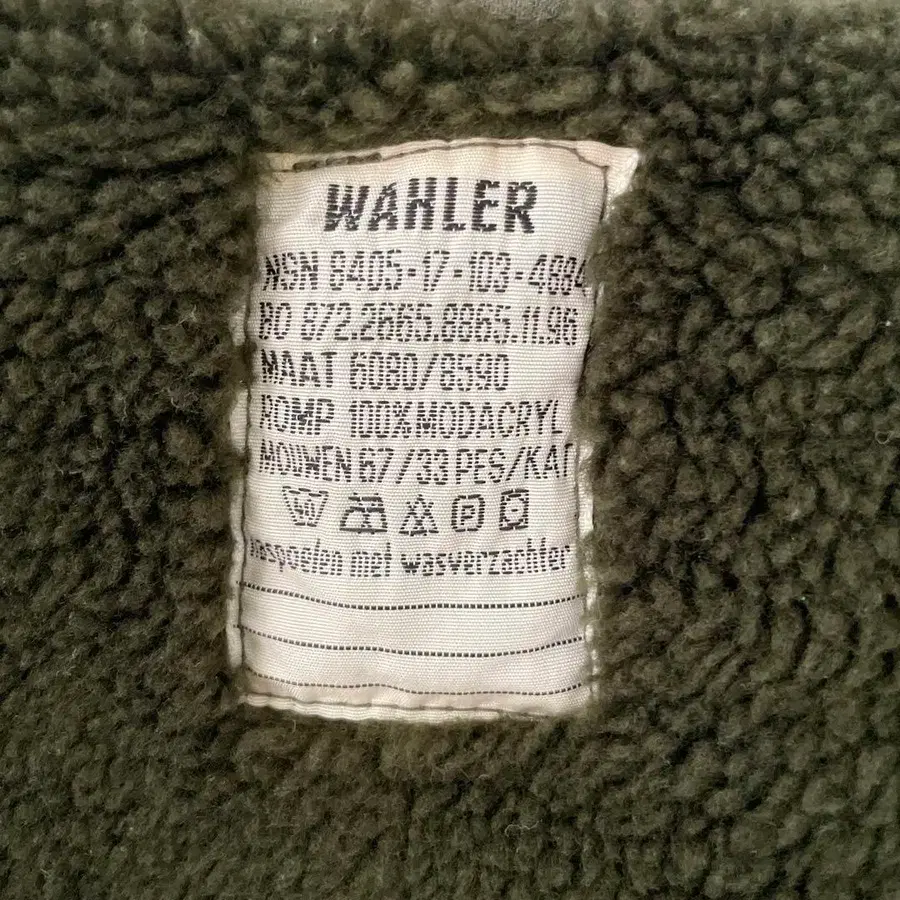 WAHLER
NSN 8405-17-103-4884
BO 872.2665.8865.11.96
MAAT 6080/8590
ROMP 100%MODACRYL
MOUWEN 67/33 PES/KAT
naspoelen met wasverzachter